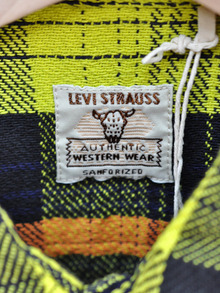 LEVI STRAUSS
AUTHENTIC
WESTERN WEAR
SANFORIZED